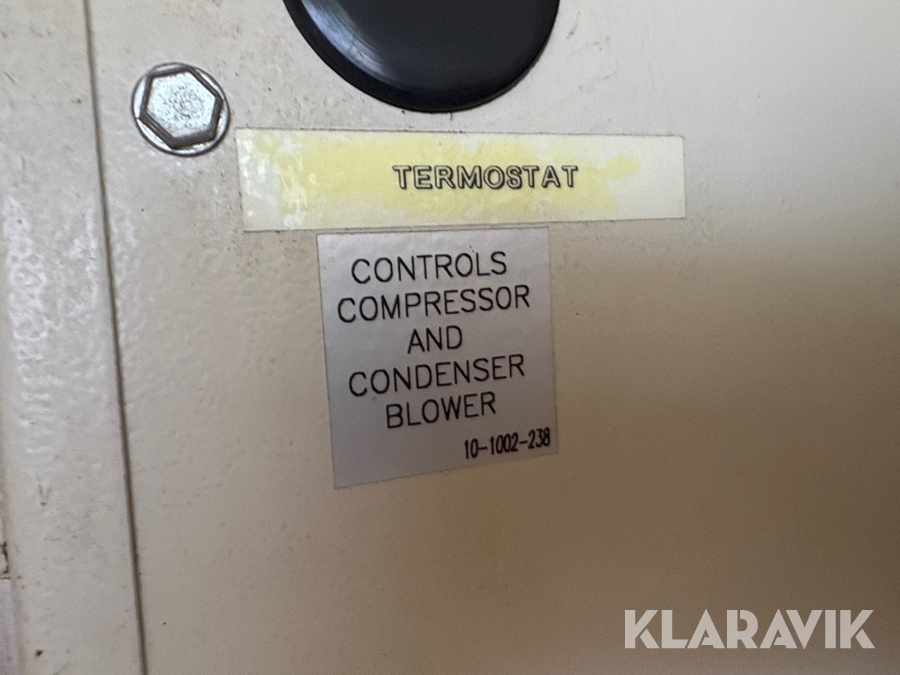 TERMOSTAT
CONTROLS
COMPRESSOR
AND
CONDENSER
BLOWER
10-1002-238
KLARAVIK